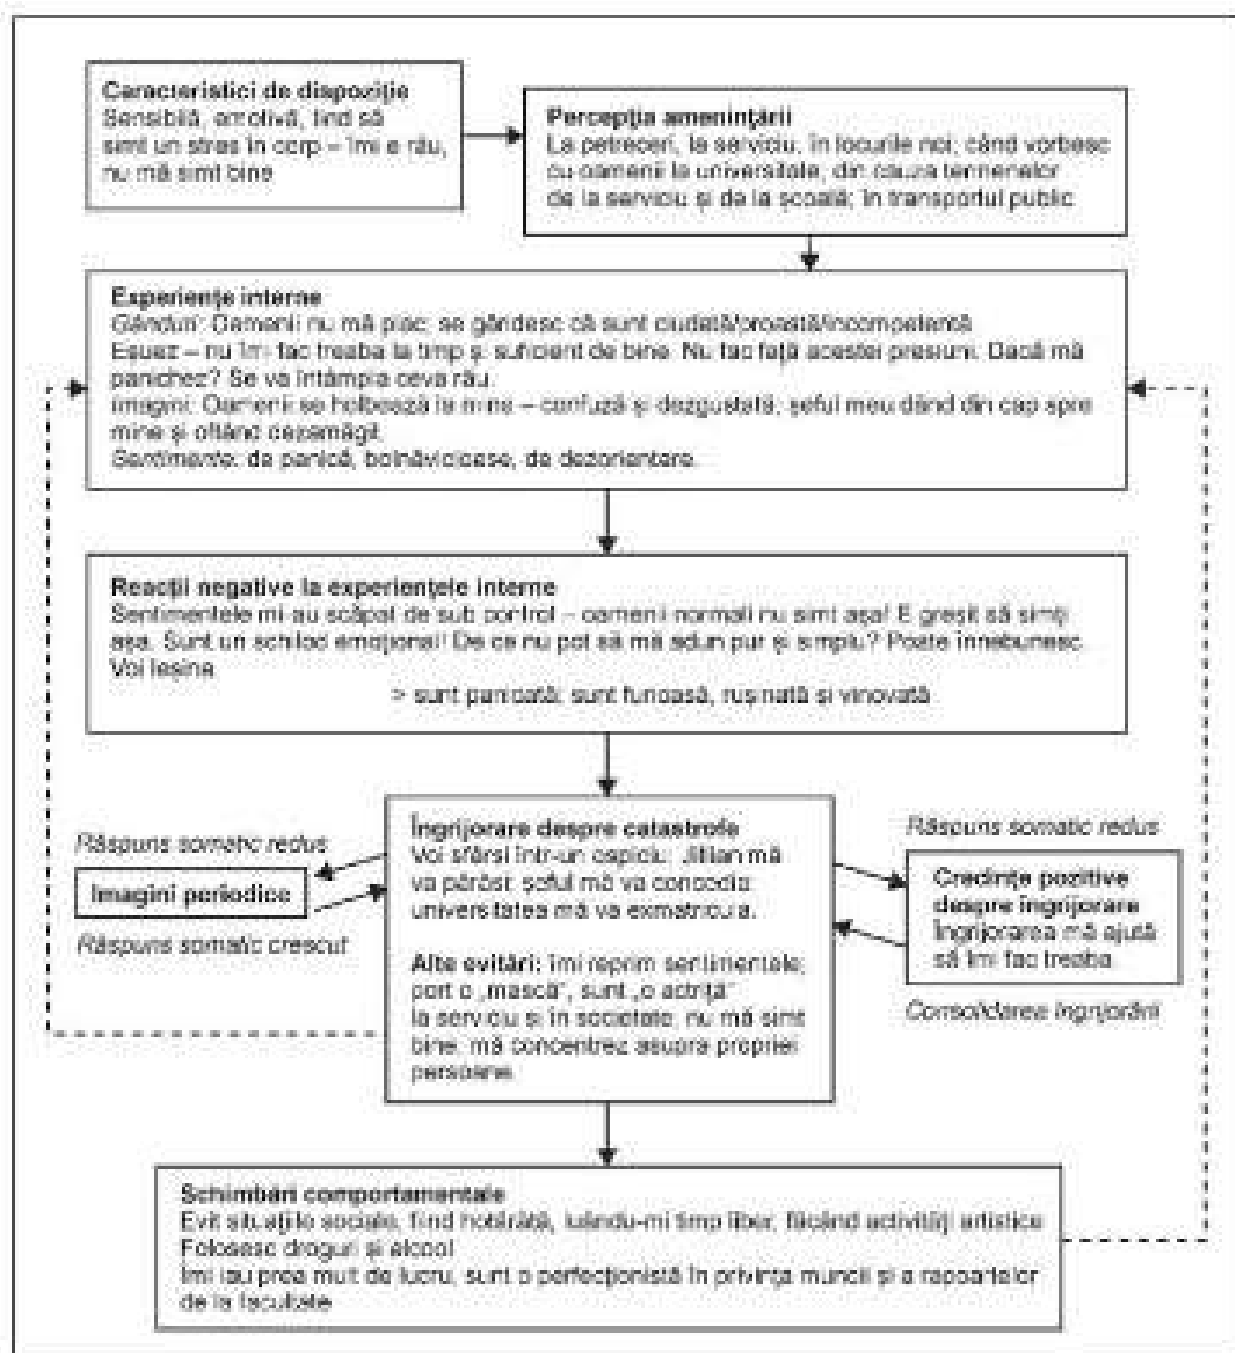 Caracteristici de dispoziție
Sensibilă, emotivă, tind să
simt un stres în corp – îmi e rău,
nu mă simt bine
Percepția amenințării
La petreceri, la serviciu, în locurile noi; când vorbesc
cu oamenii la universitate, din cauza termenelor
de la serviciu și de la școală; în transportul public
Experiențe interne
Gânduri: Oamenii nu mă plac; se gândesc că sunt ciudată/proastă/incompetentă
Eșuez – nu îmi fac treaba la timp și suficient de bine. Nu fac față acestei presiuni. Dacă mă
panichez? Se va întâmpla ceva rău.
Imagini: Oamenii se holbează la mine – confuză și dezgustată; șeful meu dând din cap spre
mine și oftând dezamăgit.
Sentimente: de panică, bolnăvicioase, de dezorientare.
Reacții negative la experiențele interne
Sentimentele mi-au scăpat de sub control – oamenii normali nu simt așa! E greșit să simți
așa. Sunt un schilod emoțional! De ce nu pot să mă adun pur și simplu? Poate înnebunesc.
Voi leșina
> sunt panicată; sunt furioasă, rușinată și vinovată
Îngrijorare despre catastrofe
Voi sfârși într-un ospiciu; mă
va părăsi; șeful mă va concedia;
universitatea mă va exmatricula.
Alte evitări: îmi reprim sentimentele;
port o „mască”, sunt „o actriță”
la serviciu și în societate; nu mă simt
bine; mă concentrez asupra propriei
persoane
Răspuns somatic redus
Imagini periodice
Răspuns somatic crescut
Răspuns somatic redus
Credințe pozitive
despre îngrijorare
Îngrijorarea mă ajută
să îmi fac treaba
Consolidarea îngrijorării
Schimbări comportamentale
Evit situațiile sociale, fiind hotărâtă, luându-mi timp liber, făcând activități artistice
Folosesc droguri și alcool
Îmi iau prea mult de lucru, sunt o perfecționistă în privința muncii și a rapoartelor
de la facultate